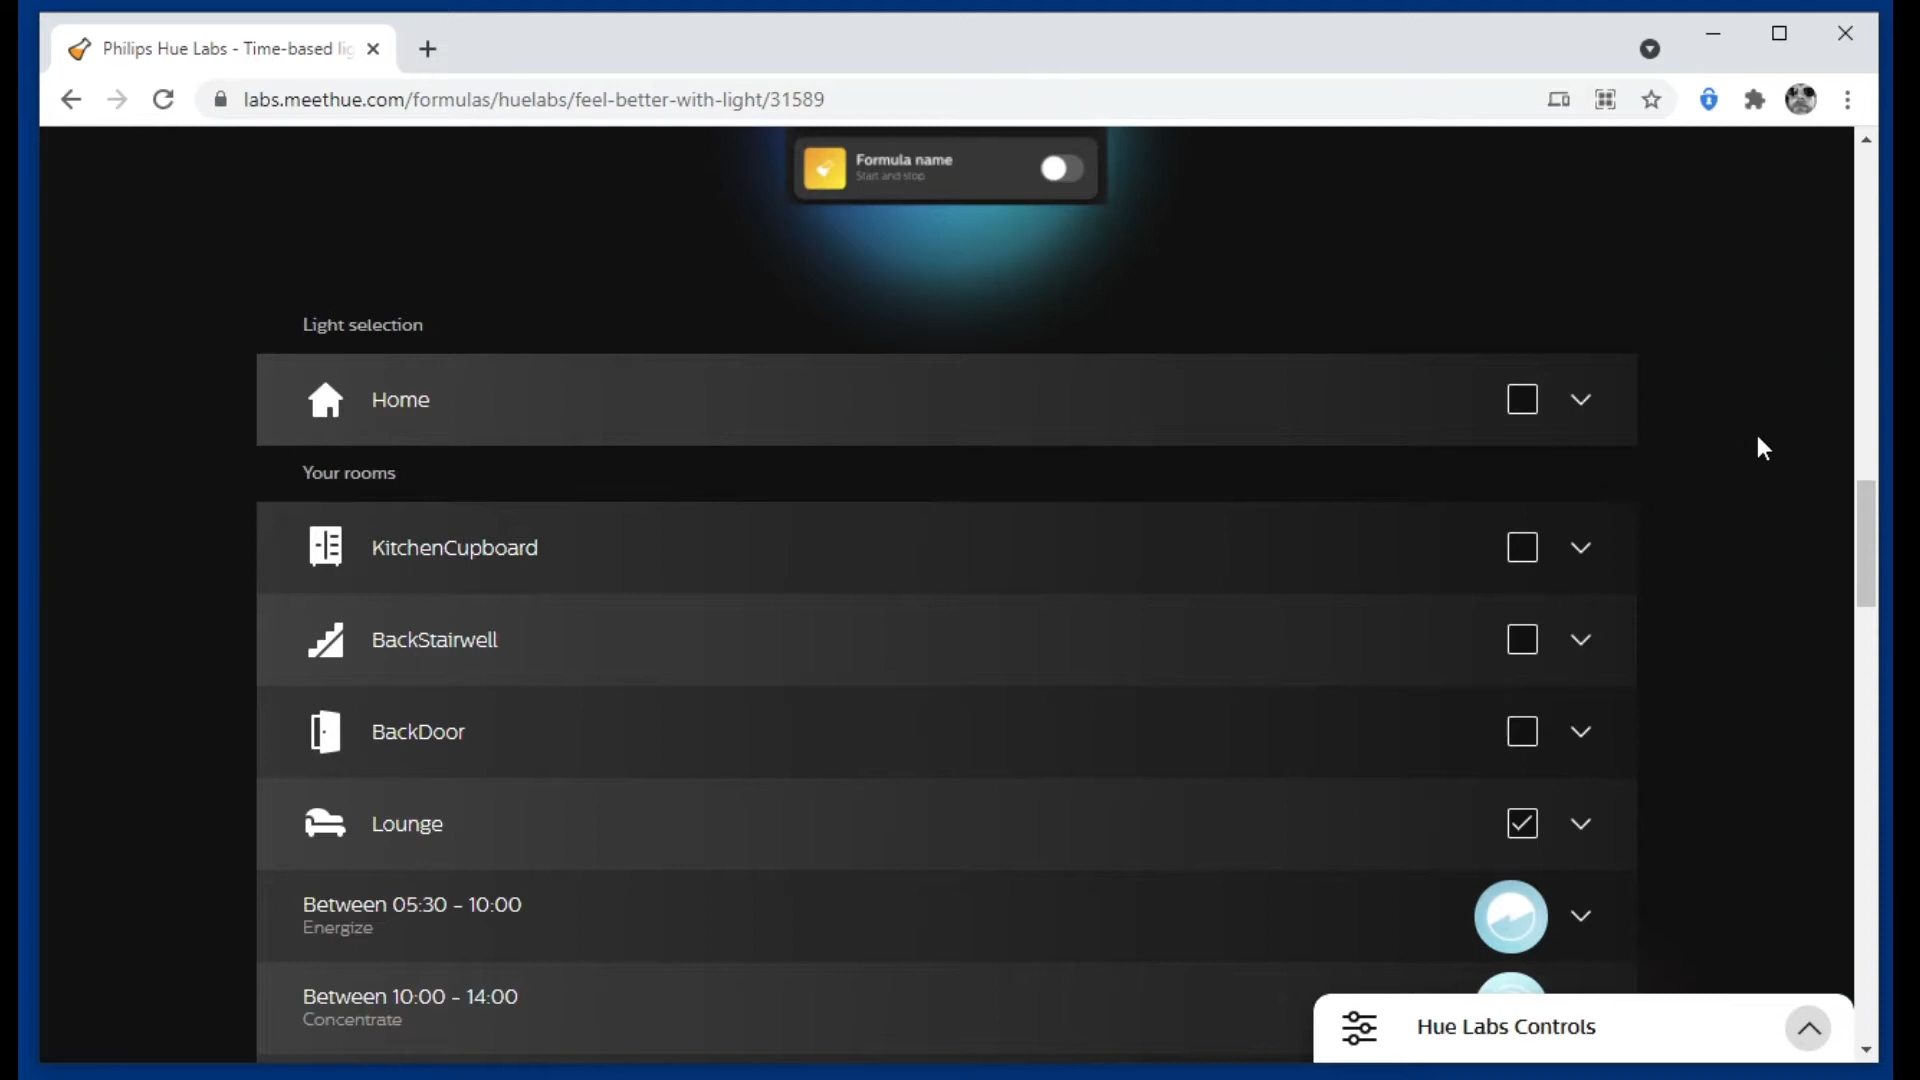 Philips Hue Labs - Time-based lig
labs.meethue.com/formulas/huelabs/feel-better-with-light/31589
Formula name
Start and stop
Light selection
Home
Your rooms
KitchenCupboard
BackStairwell
BackDoor
Lounge
Between 05:30 - 10:00
Energize
Between 10:00 - 14:00
Concentrate
Hue Labs Controls